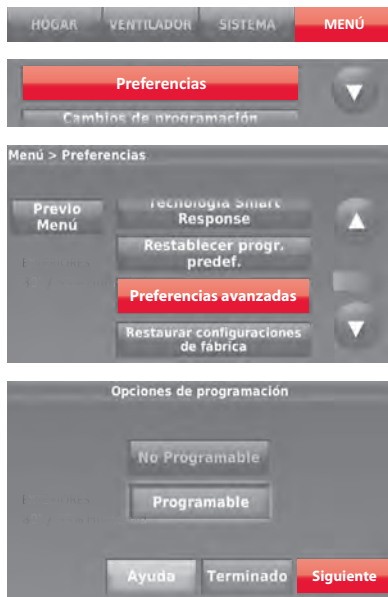 HOGAR VENTILADOR SISTEMA MENÚ
Preferencias
Cambios de programación
Menú > Preferencias
Previo
Menú
Tecnología Smart
Response
Restablecer progr.
predef.
Preferencias avanzadas
Restaurar configuraciones
de fábrica
Opciones de programación
No Programable
Programable
Ayuda Terminado Siguiente